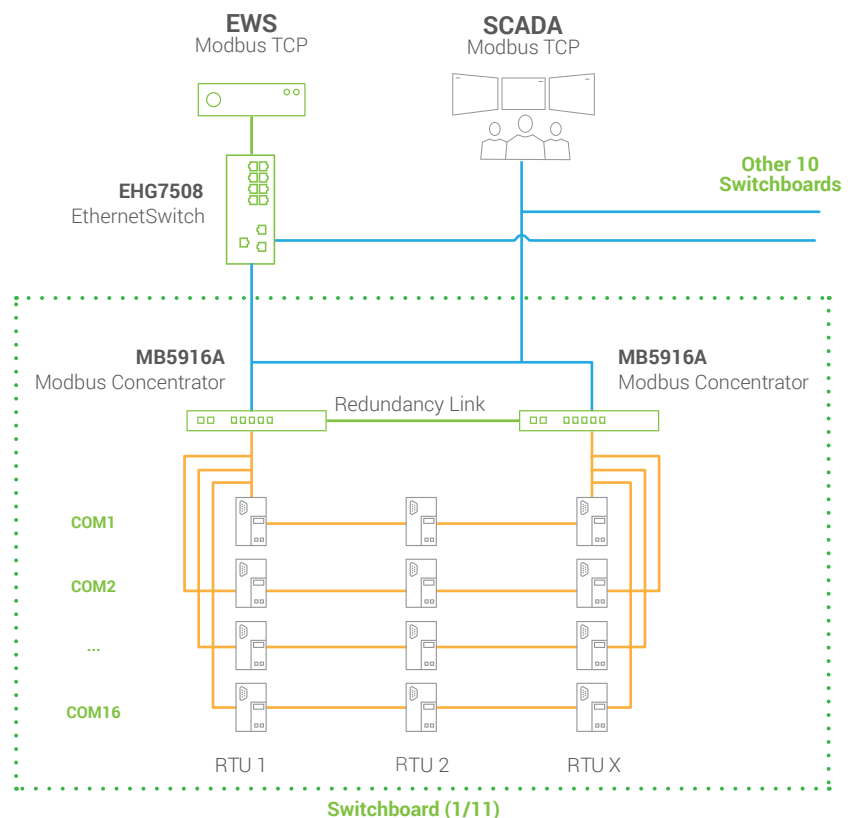 EWS
Modbus TCP
SCADA
Modbus TCP
Other 10
Switchboards
EHG7508
EthernetSwitch
MB5916A
Modbus Concentrator
MB5916A
Modbus Concentrator
Redundancy Link
COM1
COM2
...
COM16
RTU 1
RTU 2
RTU X
Switchboard (1/11)